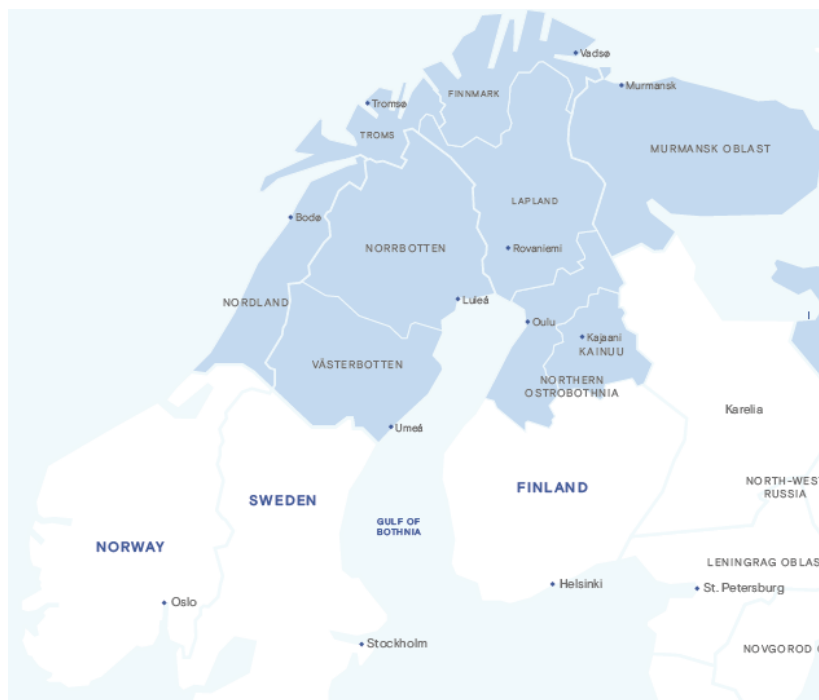 Vadsø
Murmansk
FINNMARK
Tromsø
TROMS
MURMANSK OBLAST
LAPLAND
Bodø
NORRBOTTEN
Rovaniemi
NORDLAND
Luleå
Oulu
Kajaani
KAINUU
VÄSTERBOTTEN
NORTHERN
OSTROBOTHNIA
Karelia
Umeå
NORTH-WES
RUSSIA
FINLAND
SWEDEN
GULF OF
BOTHNIA
NORWAY
LENINGRAG OBLAS
Helsinki
St. Petersburg
Oslo
Stockholm
NOVGOROD